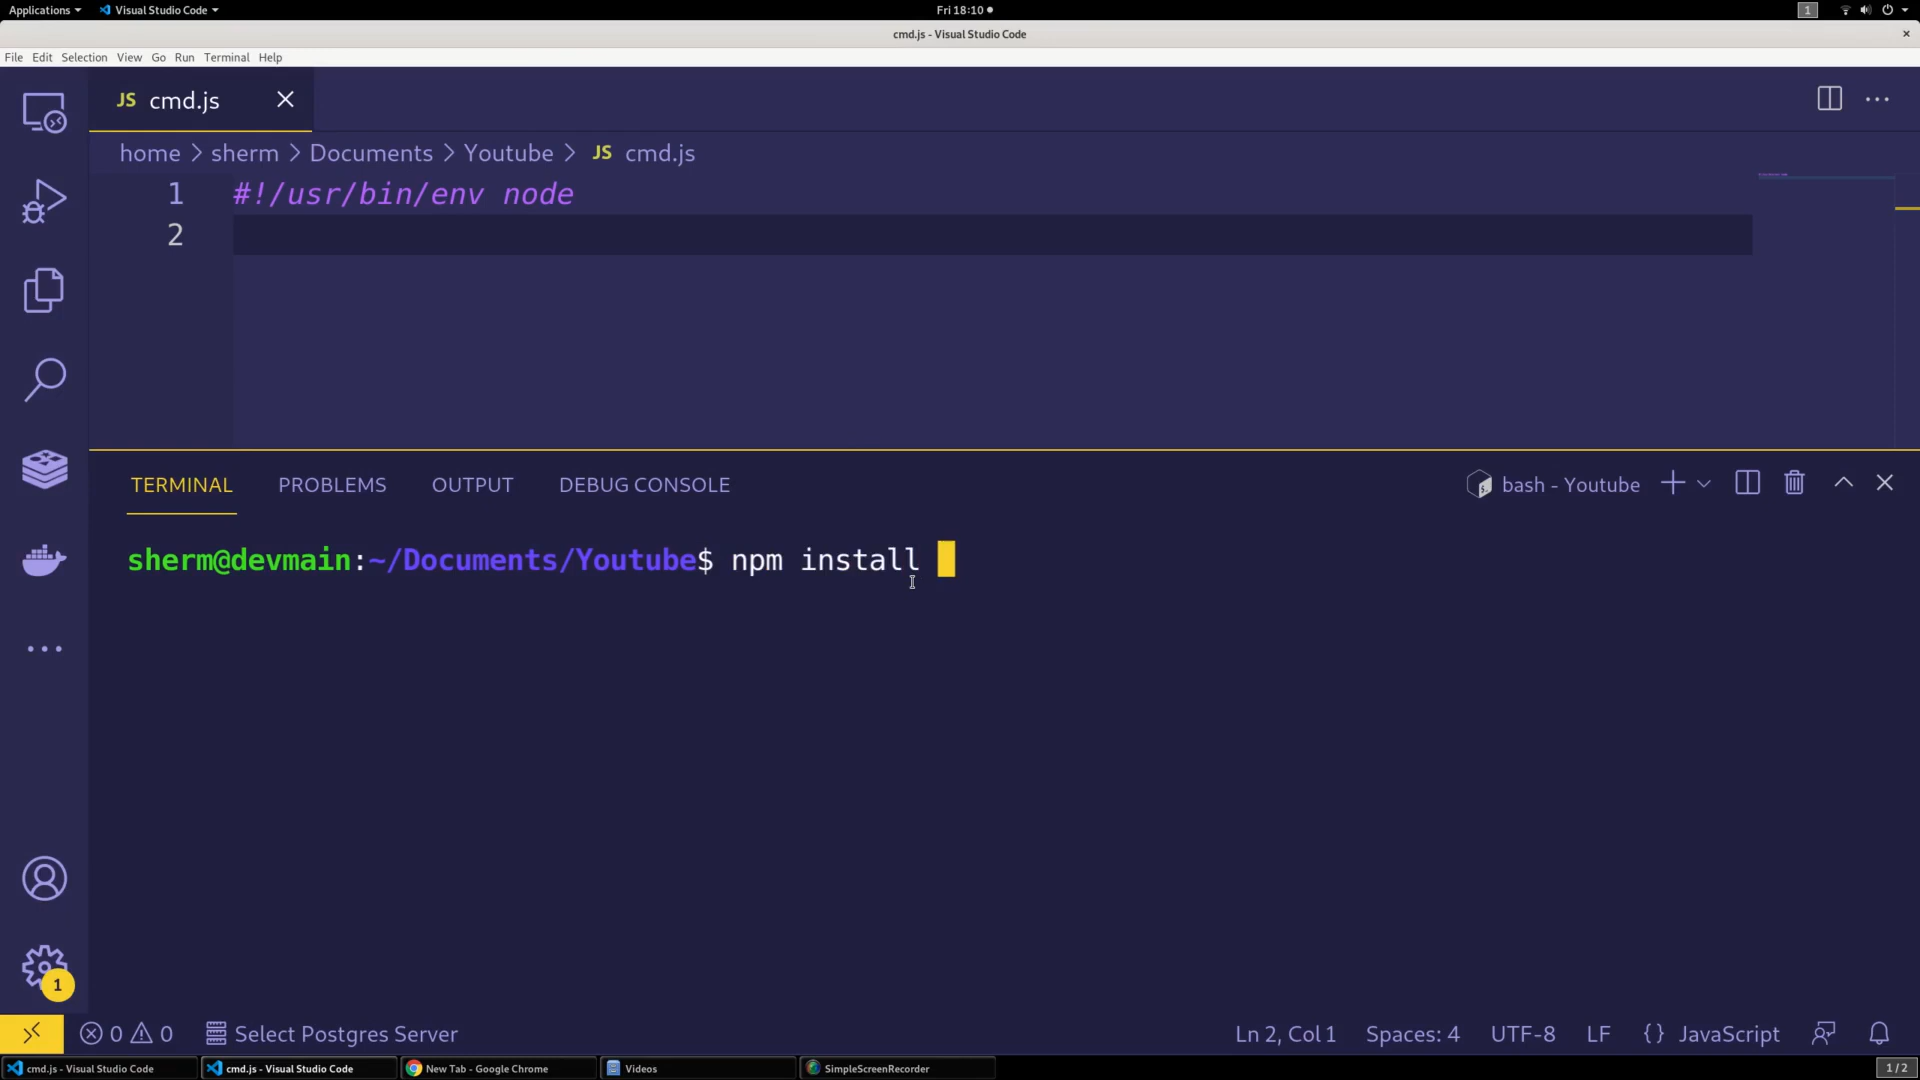 Applications Visual Studio Code Fri 18:10 1
cmd.js - Visual Studio Code
File Edit Selection View Go Run Terminal Help
JS cmd.js
home > sherm > Documents > Youtube > JS cmd.js
1 #!/usr/bin/env node
2
TERMINAL PROBLEMS OUTPUT DEBUG CONSOLE bash - Youtube
sherm@devmain:~/Documents/Youtube$ npm install
1
0 0 Select Postgres Server Ln 2, Col 1 Spaces: 4 UTF-8 LF {} JavaScript
cmd.js - Visual Studio Code cmd.js - Visual Studio Code New Tab - Google Chrome Videos SimpleScreenRecorder 1 / 2